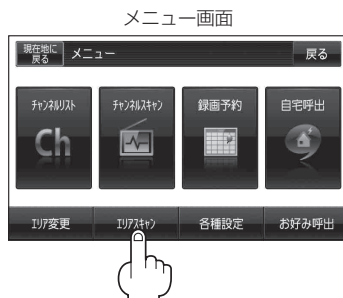 メニュー画面
現在地に
戻る
メニュー
戻る
チャンネルリスト
チャンネルスキャン
録画予約
自宅呼出
Ch
エリア変更
エリアスキャン
各種設定
お好み呼出